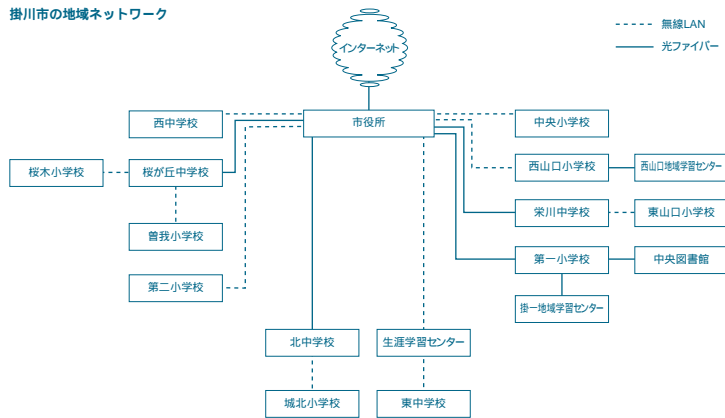 掛川市の地域ネットワーク
無線LAN
光ファイバー
インターネット
市役所
西中学校
中央小学校
桜木小学校
桜が丘中学校
西山口小学校
西山口地域学習センター
曽我小学校
栄川中学校
東山口小学校
第二小学校
第一小学校
中央図書館
掛一地域学習センター
北中学校
生涯学習センター
城北小学校
東中学校